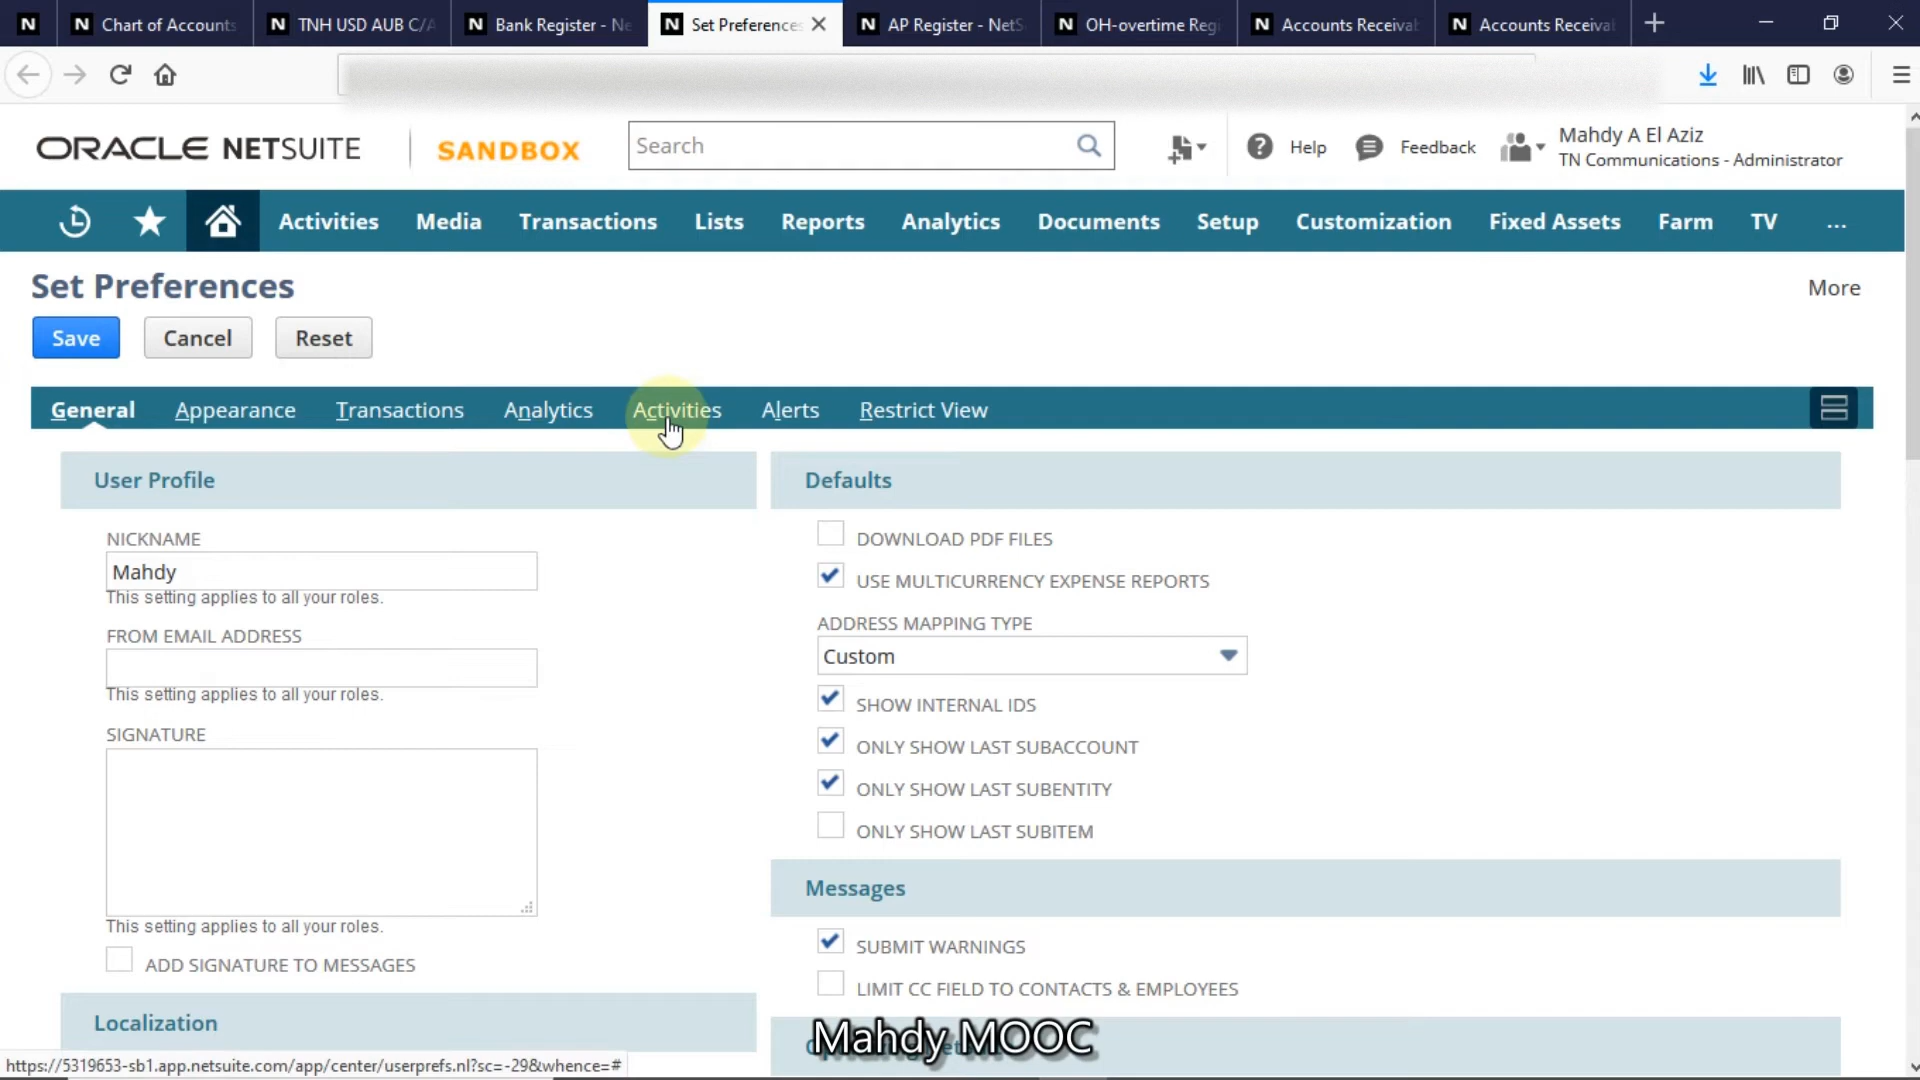 N
N Chart of Accounts
N TNH USD AUB C/A
N Bank Register - Ne
N Set Preferences
N AP Register - NetS
N OH-overtime Regi
N Accounts Receivab
N Accounts Receivab
ORACLE NETSUITE
SANDBOX
Search
Help
Feedback
Mahdy A El Aziz
TN Communications - Administrator
Activities
Media
Transactions
Lists
Reports
Analytics
Documents
Setup
Customization
Fixed Assets
Farm
TV
...
Set Preferences
More
Save
Cancel
Reset
General
Appearance
Transactions
Analytics
Activities
Alerts
Restrict View
User Profile
NICKNAME
Mahdy
This setting applies to all your roles.
FROM EMAIL ADDRESS
This setting applies to all your roles.
SIGNATURE
This setting applies to all your roles.
ADD SIGNATURE TO MESSAGES
Localization
Defaults
DOWNLOAD PDF FILES
USE MULTICURRENCY EXPENSE REPORTS
ADDRESS MAPPING TYPE
Custom
SHOW INTERNAL IDS
ONLY SHOW LAST SUBACCOUNT
ONLY SHOW LAST SUBENTITY
ONLY SHOW LAST SUBITEM
Messages
SUBMIT WARNINGS
LIMIT CC FIELD TO CONTACTS & EMPLOYEES
Mahdy MOOC
https://5319653-sb1.app.netsuite.com/app/center/userprefs.nl?sc=-29&whence=#